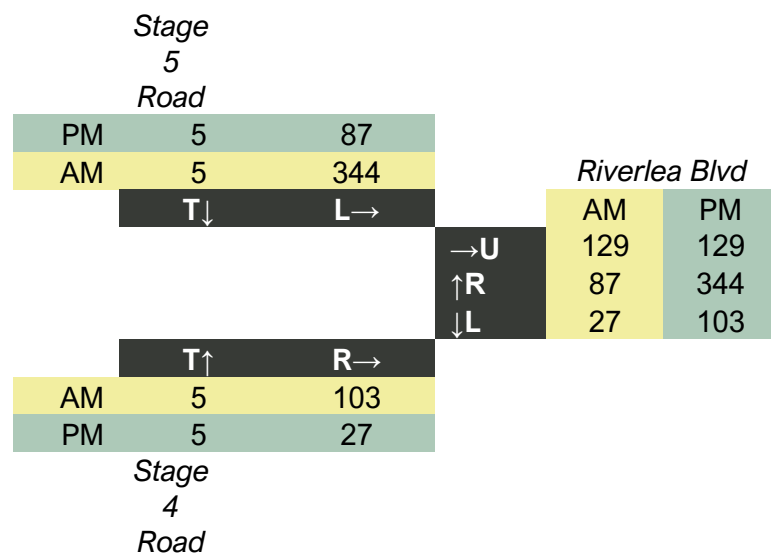 Stage
5
Road
PM 5 87
AM 5 344
Riverlea Blvd
T↓ L→
AM PM
→U 129 129
↑R 87 344
↓L 27 103
T↑ R→
AM 5 103
PM 5 27
Stage
4
Road